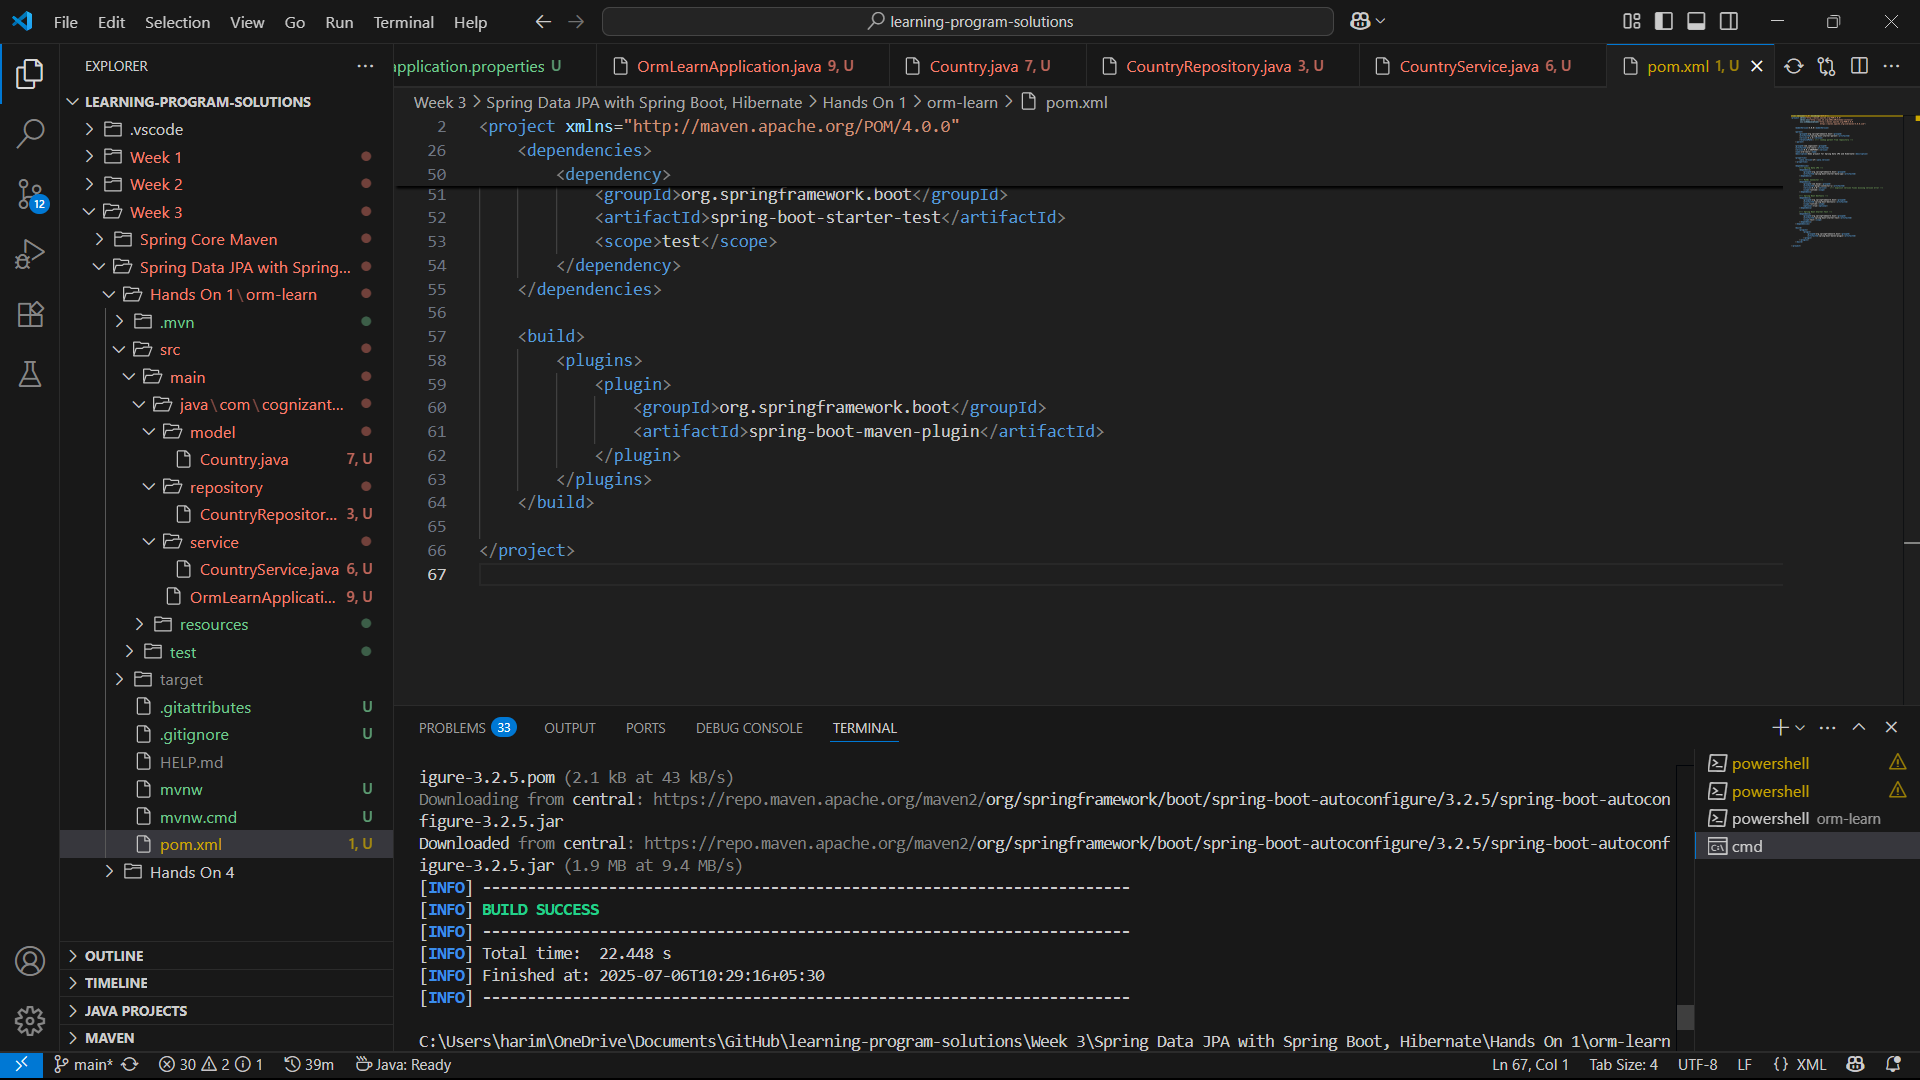 File Edit Selection View Go Run Terminal Help
learning-program-solutions
EXPLORER
LEARNING-PROGRAM-SOLUTIONS
.vscode
Week 1
Week 2
Week 3
Spring Core Maven
Spring Data JPA with Spring...
Hands On 1\orm-learn
.mvn
src
main
java\com\cognizant...
model
Country.java 7, U
repository
CountryRepositor... 3, U
service
CountryService.java 6, U
OrmLearnApplicati... 9, U
resources
test
target
.gitattributes U
.gitignore U
HELP.md
mvnw U
mvnw.cmd U
pom.xml 1, U
Hands On 4
OUTLINE
TIMELINE
JAVA PROJECTS
MAVEN
12
application.properties U
OrmLearnApplication.java 9, U
Country.java 7, U
CountryRepository.java 3, U
CountryService.java 6, U
pom.xml 1, U
Week 3 > Spring Data JPA with Spring Boot, Hibernate > Hands On 1 > orm-learn > pom.xml
2 <project xmlns="http://maven.apache.org/POM/4.0.0"
26 <dependencies>
50 <dependency>
51 <groupId>org.springframework.boot</groupId>
52 <artifactId>spring-boot-starter-test</artifactId>
53 <scope>test</scope>
54 </dependency>
55 </dependencies>
56
57 <build>
58 <plugins>
59 <plugin>
60 <groupId>org.springframework.boot</groupId>
61 <artifactId>spring-boot-maven-plugin</artifactId>
62 </plugin>
63 </plugins>
64 </build>
65
66 </project>
67
PROBLEMS 33 OUTPUT PORTS DEBUG CONSOLE TERMINAL
igure-3.2.5.pom (2.1 kB at 43 kB/s)
Downloading from central: https://repo.maven.apache.org/maven2/org/springframework/boot/spring-boot-autoconfigure/3.2.5/spring-boot-autocon
figure-3.2.5.jar
Downloaded from central: https://repo.maven.apache.org/maven2/org/springframework/boot/spring-boot-autoconfigure/3.2.5/spring-boot-autoconf
igure-3.2.5.jar (1.9 MB at 9.4 MB/s)
[INFO] ------------------------------------------------------------------------
[INFO] BUILD SUCCESS
[INFO] ------------------------------------------------------------------------
[INFO] Total time:  22.448 s
[INFO] Finished at: 2025-07-06T10:29:16+05:30
[INFO] ------------------------------------------------------------------------
C:\Users\harim\OneDrive\Documents\GitHub\learning-program-solutions\Week 3\Spring Data JPA with Spring Boot, Hibernate\Hands On 1\orm-learn
powershell
powershell
powershell orm-learn
cmd
main* 30 2 1 39m Java: Ready
Ln 67, Col 1 Tab Size: 4 UTF-8 LF {} XML